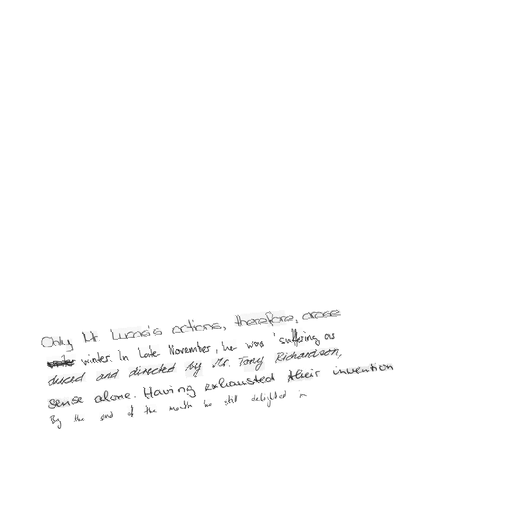 Only Lt. Lucas's actions, therefore, arose
winter. In late November, he was 'suffering as
duced and directed by Mr. Tony Richardson,
sense alone. Having exhausted their invention
By the end of the month he still delighted in